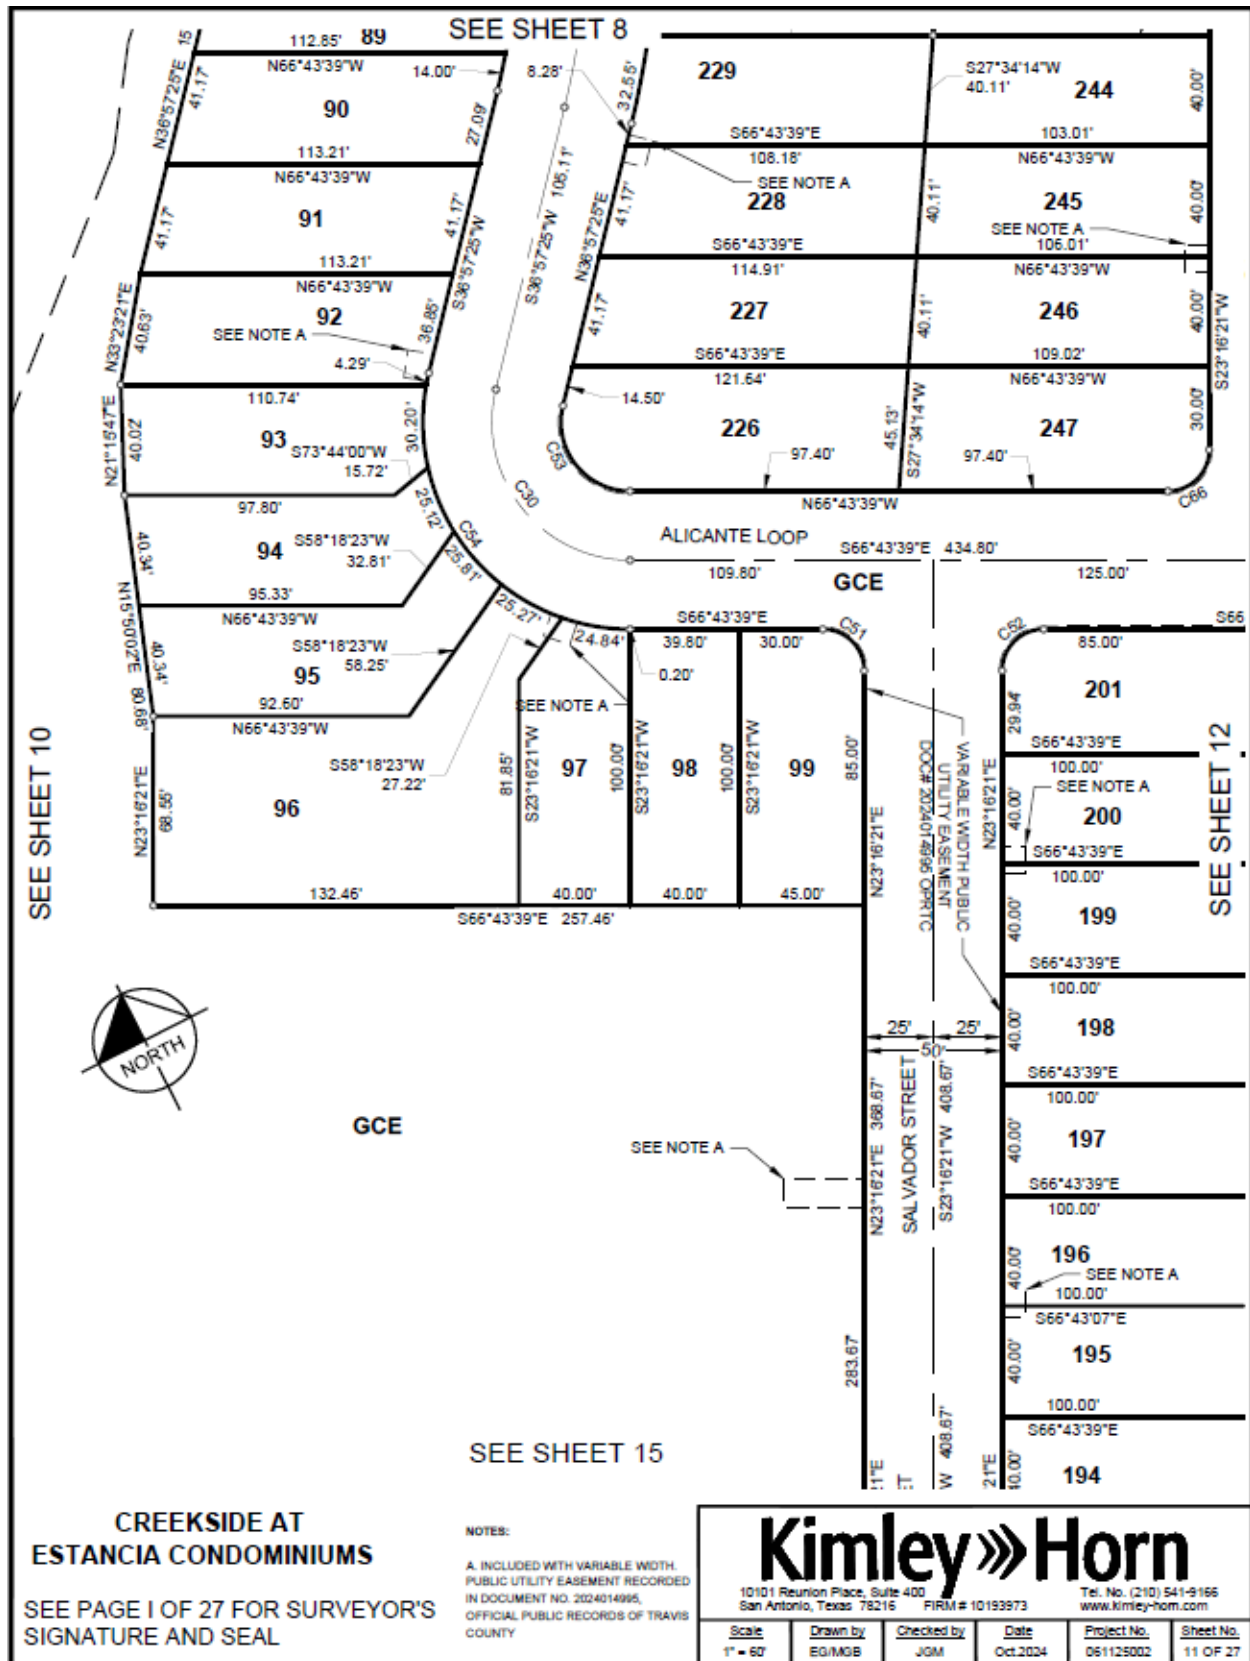 SEE SHEET 8
15
112.85'
89
N66°43'39"W
14.00'
8.28'
32.55'
229
S27°34'14"W
40.11'
244
40.00'
N36°57'25"E
41.17'
90
27.09'
S66°43'39"E
103.01'
113.21'
N66°43'39"W
105.11'
108.18'
N66°43'39"W
SEE NOTE A
228
245
40.00'
91
41.17'
41.17'
41.17'
40.11'
SEE NOTE A
S36°57'25"W
S36°57'25"W
N36°57'25"E
S66°43'39"E
106.01'
113.21'
N66°43'39"W
114.91'
N66°43'39"W
92
SEE NOTE A
36.85'
4.29'
N33°23'21"E
40.63'
41.17'
227
40.11'
246
40.00'
S23°16'21"W
S66°43'39"E
109.02'
121.64'
N66°43'39"W
110.74'
14.50'
N21°15'47"E
40.02'
93
30.20'
S73°44'00"W
15.72'
226
45.13'
S27°34'14"W
247
30.00'
C53
97.40'
97.40'
N66°43'39"W
C66
97.80'
25.12'
C54
C30
ALICANTE LOOP
S66°43'39"E 434.80'
109.80'
GCE
125.00'
40.34'
94
S58°18'23"W
32.81'
25.81'
95.33'
N66°43'39"W
N15°50'02"E
80.68'
25.27'
24.84'
S66°43'39"E
C51
C52
S66
39.80'
30.00'
85.00'
40.34'
95
S58°18'23"W
58.25'
0.20'
201
92.60'
N66°43'39"W
SEE NOTE A
29.94'
S66°43'39"E
100.00'
SEE SHEET 10
SEE SHEET 12
N23°16'21"E
68.55'
S58°18'23"W
27.22'
96
81.85'
S23°16'21"W
97
100.00'
S23°16'21"W
98
100.00'
S23°16'21"W
99
85.00'
N23°16'21"E
VARIABLE WIDTH PUBLIC
UTILITY EASEMENT
DOC# 2024014996 OPRTC
N23°16'21"E
40.00'
SEE NOTE A
200
S66°43'39"E
100.00'
132.46'
40.00'
40.00'
45.00'
S66°43'39"E 257.46'
40.00'
199
S66°43'39"E
100.00'
NORTH
25'
25'
50'
40.00'
198
S66°43'39"E
100.00'
GCE
SEE NOTE A
N23°16'21"E 368.67'
SALVADOR STREET
S23°16'21"W 408.67'
40.00'
197
S66°43'39"E
100.00'
40.00'
196
SEE NOTE A
100.00'
S66°43'07"E
283.67'
40.00'
195
100.00'
S66°43'39"E
SEE SHEET 15
21"E
ET
W 408.67'
21"E
40.00'
194
CREEKSIDE AT
ESTANCIA CONDOMINIUMS
SEE PAGE I OF 27 FOR SURVEYOR'S
SIGNATURE AND SEAL
NOTES:
A. INCLUDED WITH VARIABLE WIDTH.
PUBLIC UTILITY EASEMENT RECORDED
IN DOCUMENT NO. 2024014995,
OFFICIAL PUBLIC RECORDS OF TRAVIS
COUNTY
Kimley»Horn
10101 Reunion Place, Suite 400
San Antonio, Texas 78216
FIRM # 10193973
Tel. No. (210) 541-9166
www.kimley-horn.com
Scale
1" = 60'
Drawn by
EG/MGB
Checked by
JGM
Date
Oct.2024
Project No.
061125002
Sheet No.
11 OF 27